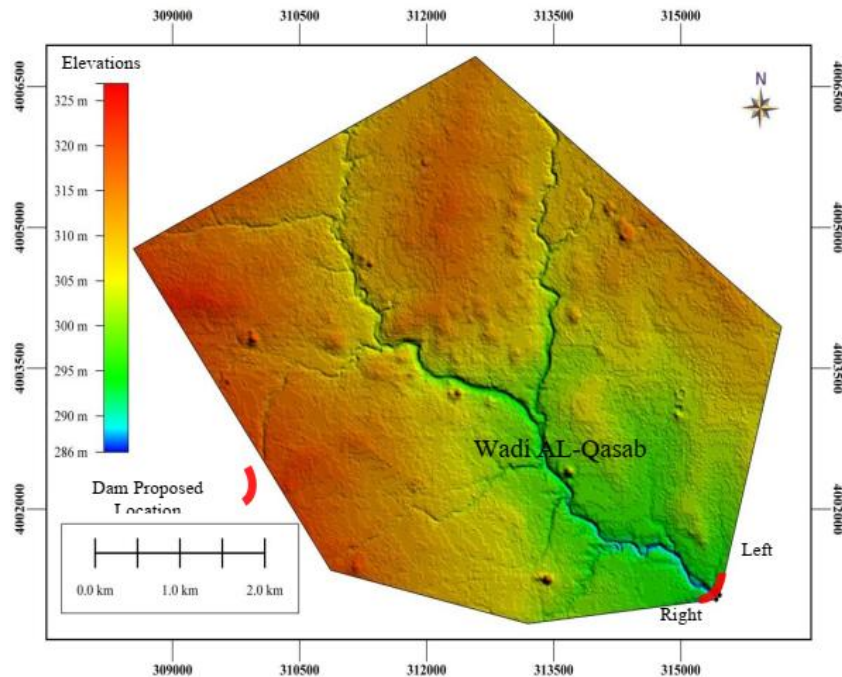 309000 310500 312000 313500 315000
Elevations
N
4006500 4006500
325 m
320 m
315 m
310 m
305 m
300 m
295 m
290 m
286 m
4005000 4005000
4003500 4003500
4002000 4002000
Wadi AL-Qasab
Dam Proposed
Location
0.0 km 1.0 km 2.0 km
Left
Right
309000 310500 312000 313500 315000